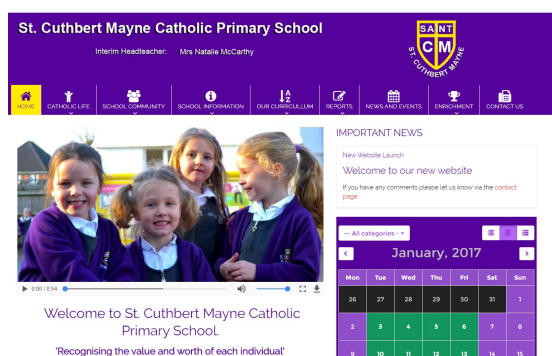 St. Cuthbert Mayne Catholic Primary School
Interim Headteacher: Mrs Natalie McCarthy
SAINT
CM
ST. CUTHBERT MAYNE
HOME
CATHOLIC LIFE
SCHOOL COMMUNITY
SCHOOL INFORMATION
OUR CURRICULLUM
REPORTS
NEWS AND EVENTS
ENRICHMENT
CONTACT US
IMPORTANT NEWS
New Website Launch
Welcome to our new website
If you have any comments please let us know via the contact
page.
-- All categories -
January, 2017
Mon Tue Wed Thu Fri Sat Sun
26 27 28 29 30 31 1
2 3 4 5 6 7 8
9 10 11 12 13 14 15
0:00 / 0:54
Welcome to St. Cuthbert Mayne Catholic
Primary School.
'Recognising the value and worth of each individual'